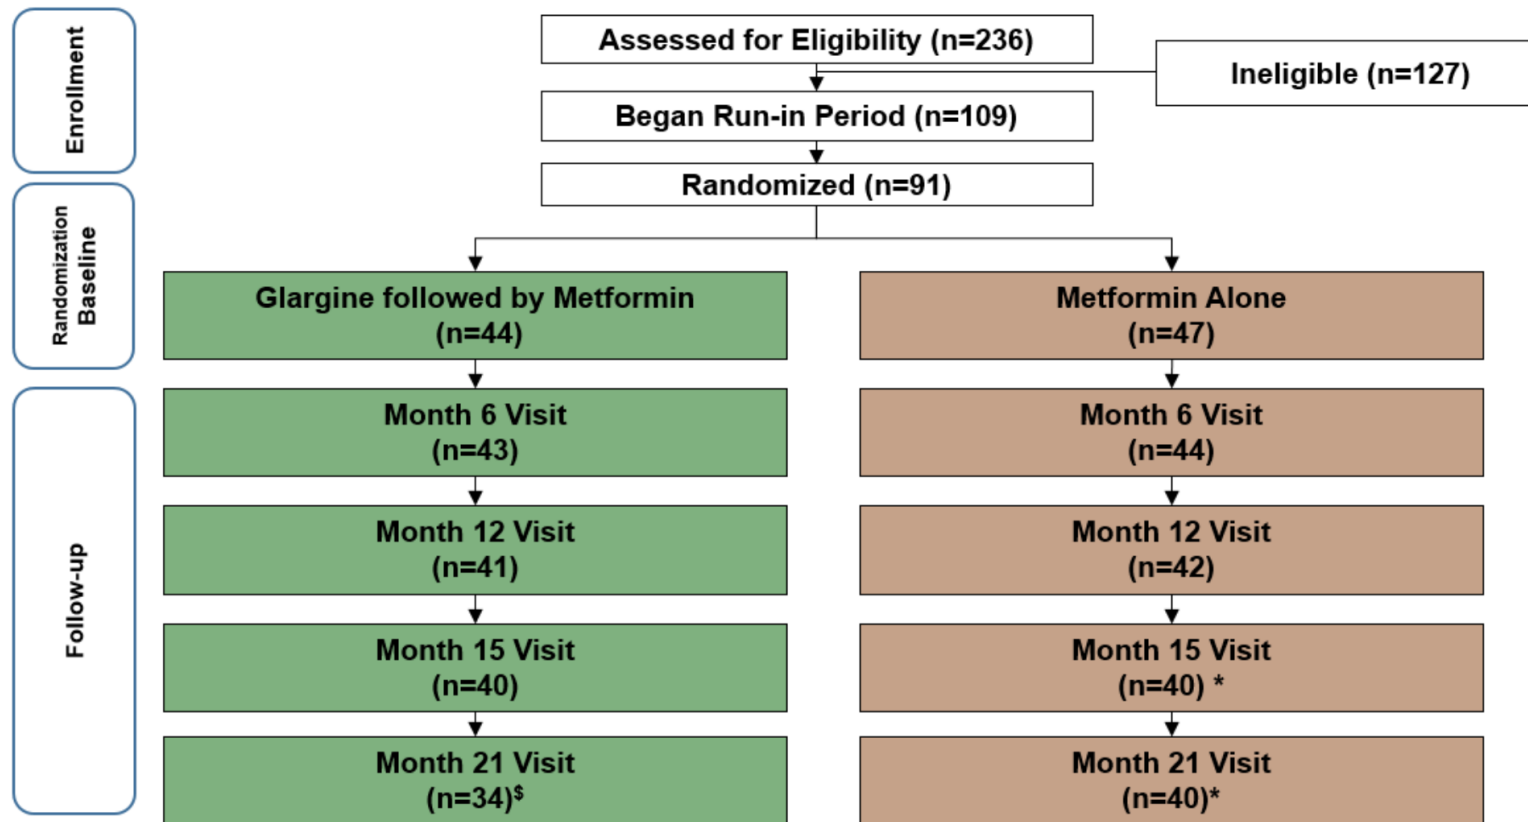 Enrollment
Assessed for Eligibility (n=236)
Ineligible (n=127)
Began Run-in Period (n=109)
Randomized (n=91)
Randomization
Baseline
Glargine followed by Metformin
(n=44)
Metformin Alone
(n=47)
Follow-up
Month 6 Visit
(n=43)
Month 6 Visit
(n=44)
Month 12 Visit
(n=41)
Month 12 Visit
(n=42)
Month 15 Visit
(n=40)
Month 15 Visit
(n=40) *
Month 21 Visit
(n=34)$
Month 21 Visit
(n=40)*